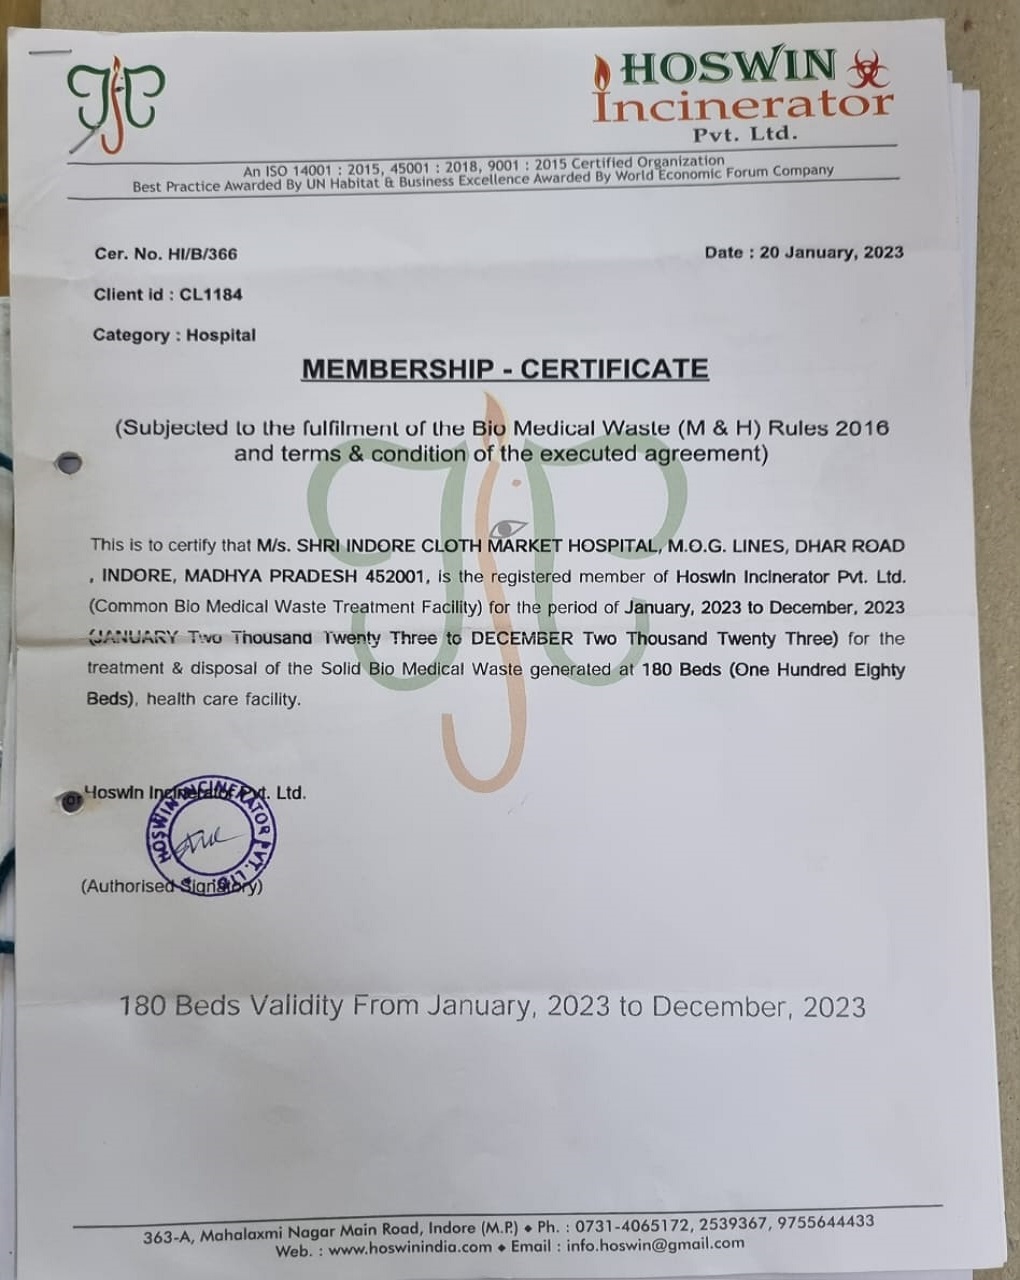 HOSWIN
Incinerator
Pvt. Ltd.
An ISO 14001 : 2015, 45001 : 2018, 9001 : 2015 Certified Organization
Best Practice Awarded By UN Habitat & Business Excellence Awarded By World Economic Forum Company
Cer. No. HI/B/366
Date : 20 January, 2023
Client id : CL1184
Category : Hospital
MEMBERSHIP - CERTIFICATE
(Subjected to the fulfilment of the Bio Medical Waste (M & H) Rules 2016
and terms & condition of the executed agreement)
This is to certify that M/s. SHRI INDORE CLOTH MARKET HOSPITAL, M.O.G. LINES, DHAR ROAD
, INDORE, MADHYA PRADESH 452001, is the registered member of Hoswin Incinerator Pvt. Ltd.
(Common Bio Medical Waste Treatment Facility) for the period of January, 2023 to December, 2023
(JANUARY Two Thousand Twenty Three to DECEMBER Two Thousand Twenty Three) for the
treatment & disposal of the Solid Bio Medical Waste generated at 180 Beds (One Hundred Eighty
Beds), health care facility.
For Hoswin Incinerator Pvt. Ltd.
HOSWIN INCINERATOR PVT. LTD.
(Authorised Signatory)
180 Beds Validity From January, 2023 to December, 2023
363-A, Mahalaxmi Nagar Main Road, Indore (M.P.) ♦ Ph. : 0731-4065172, 2539367, 9755644433
Web. : www.hoswinindia.com ♦ Email : info.hoswin@gmail.com